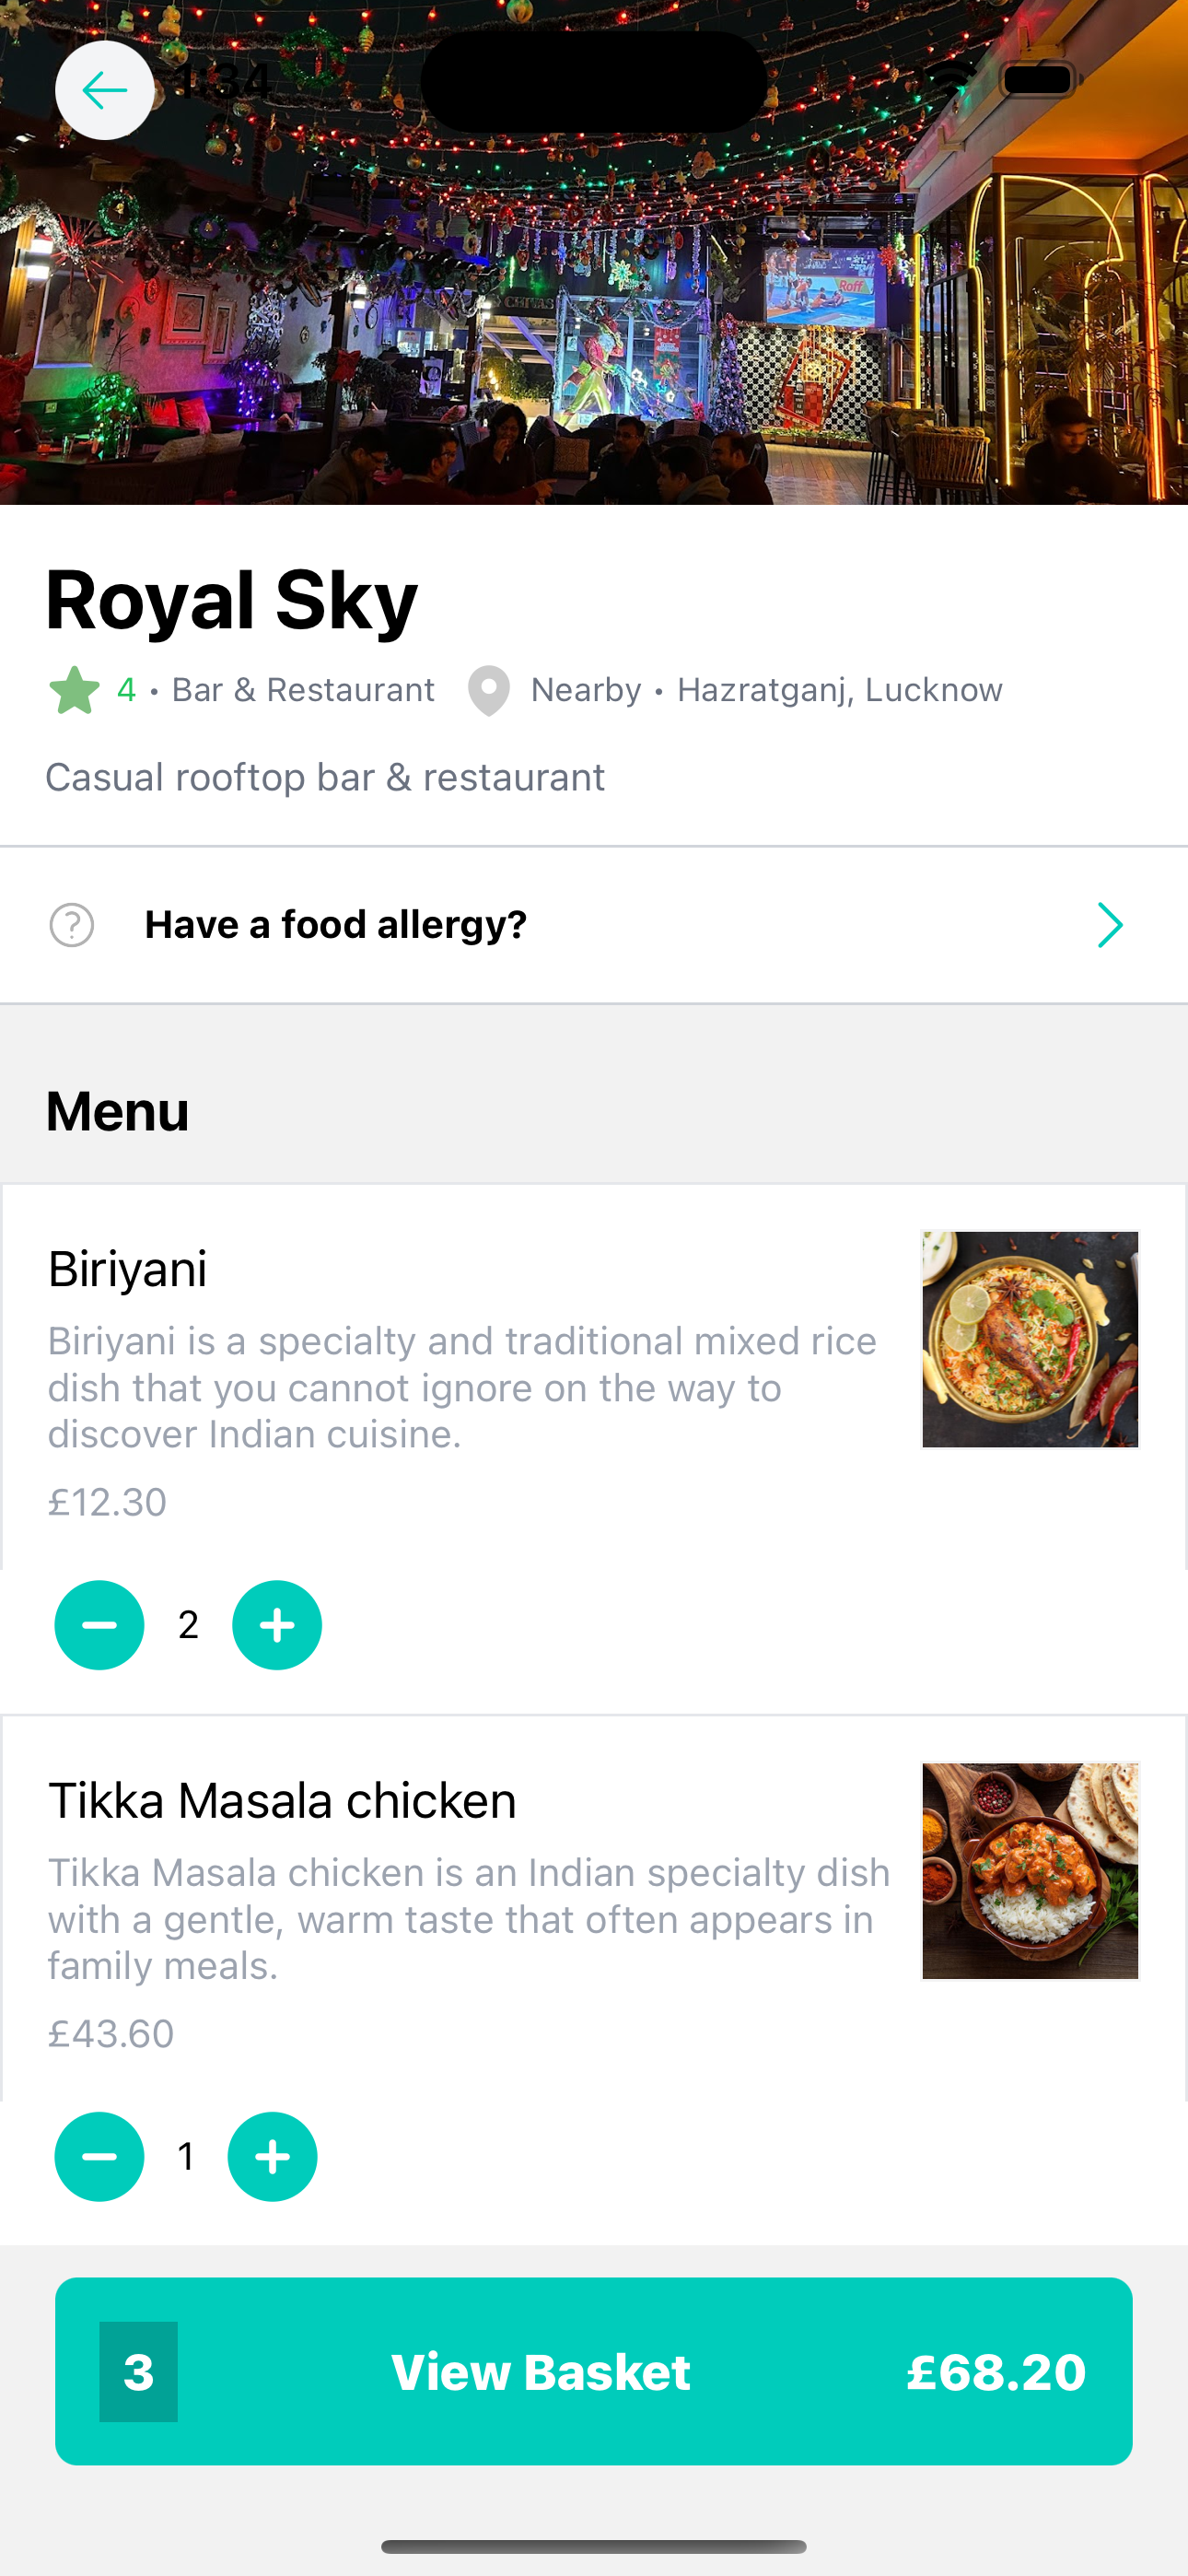 1:34
CHIVAS
Roff
Royal Sky
4 • Bar & Restaurant Nearby • Hazratganj, Lucknow
Casual rooftop bar & restaurant
? Have a food allergy?
Menu
Biriyani
Biriyani is a specialty and traditional mixed rice
dish that you cannot ignore on the way to
discover Indian cuisine.
£12.30
2
Tikka Masala chicken
Tikka Masala chicken is an Indian specialty dish
with a gentle, warm taste that often appears in
family meals.
£43.60
1
3 View Basket £68.20